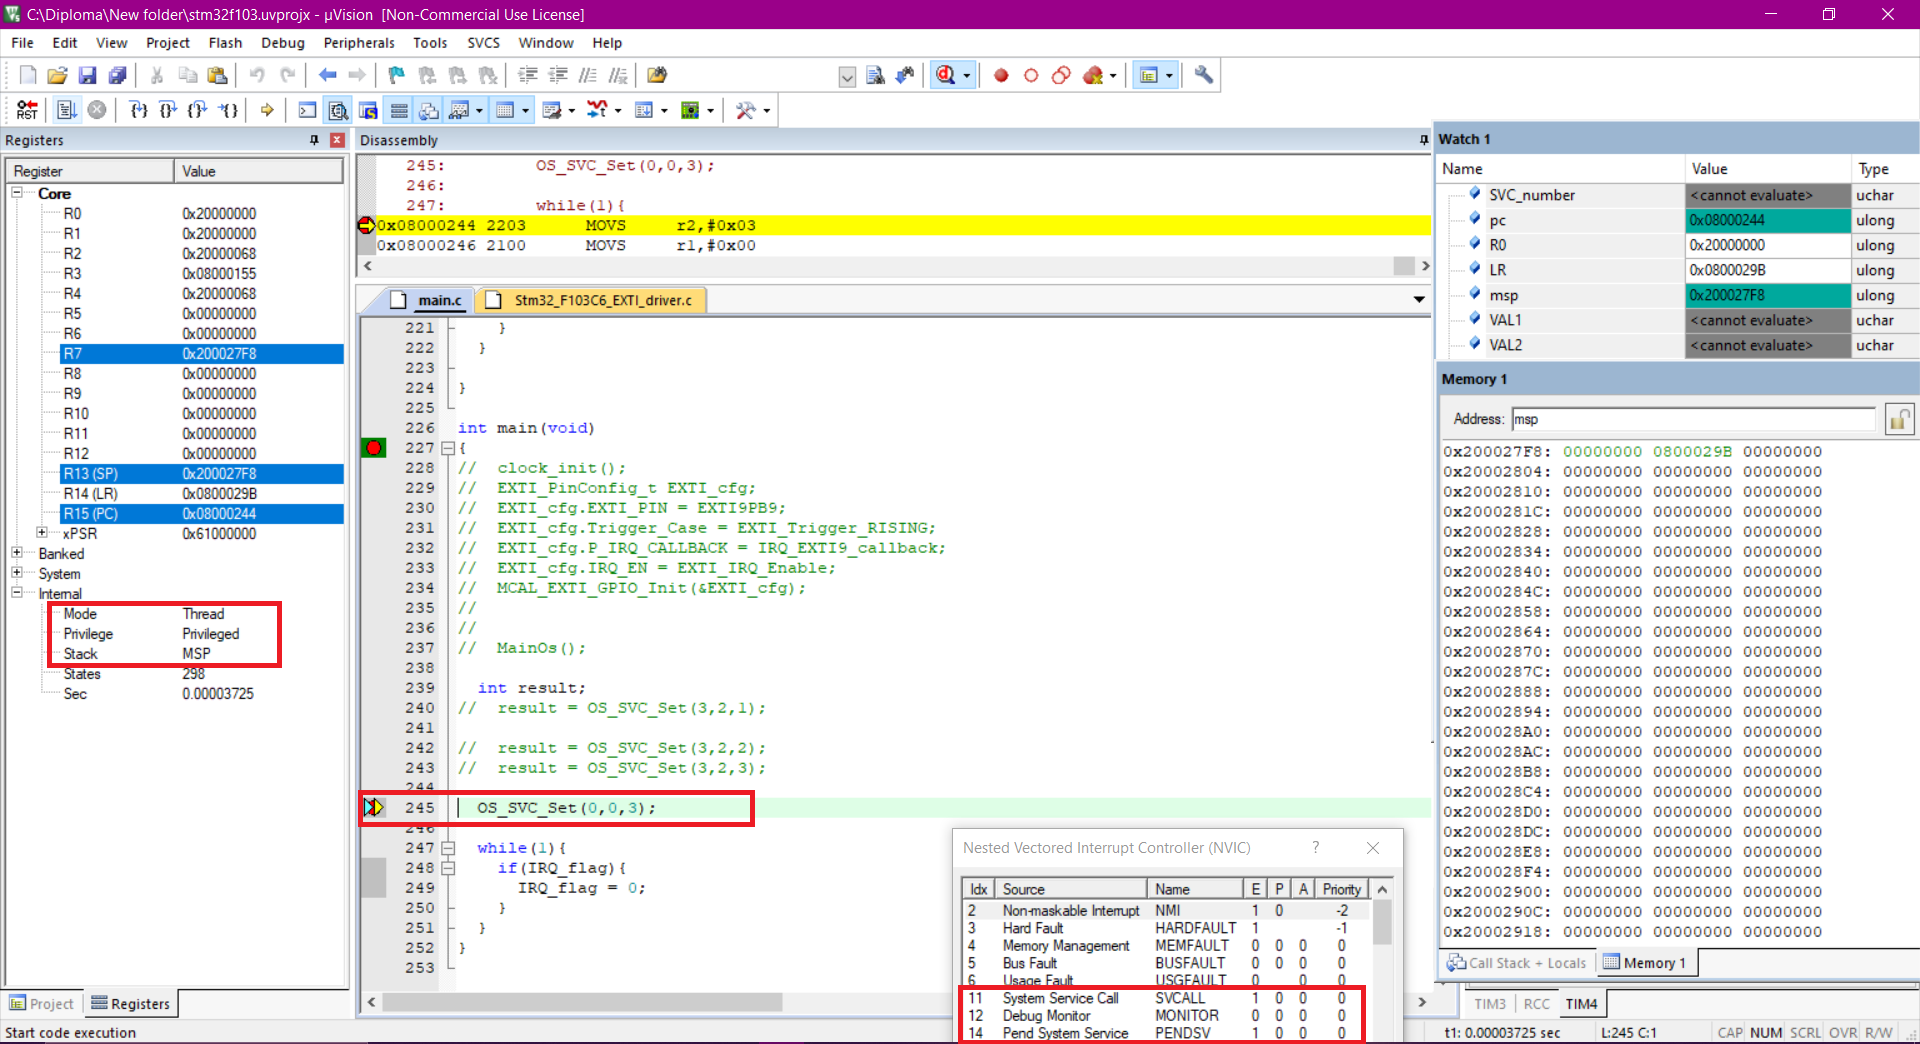 C:\Diploma\New folder\stm32f103.uvprojx - µVision  [Non-Commercial Use License]
File Edit View Project Flash Debug Peripherals Tools SVCS Window Help
RST
Registers
Register Value
Core
R0 0x20000000
R1 0x20000000
R2 0x20000068
R3 0x08000155
R4 0x20000068
R5 0x00000000
R6 0x00000000
R7 0x200027F8
R8 0x00000000
R9 0x00000000
R10 0x00000000
R11 0x00000000
R12 0x00000000
R13 (SP) 0x200027F8
R14 (LR) 0x0800029B
R15 (PC) 0x08000244
xPSR 0x61000000
Banked
System
Internal
Mode Thread
Privilege Privileged
Stack MSP
States 298
Sec 0.00003725
Project Registers
Disassembly
245: OS_SVC_Set(0,0,3);
246:
247: while(1){
0x08000244 2203 MOVS r2,#0x03
0x08000246 2100 MOVS r1,#0x00
main.c Stm32_F103C6_EXTI_driver.c
221 }
222 }
223
224 }
225
226 int main(void)
227 {
228 // clock_init();
229 // EXTI_PinConfig_t EXTI_cfg;
230 // EXTI_cfg.EXTI_PIN = EXTI9PB9;
231 // EXTI_cfg.Trigger_Case = EXTI_Trigger_RISING;
232 // EXTI_cfg.P_IRQ_CALLBACK = IRQ_EXTI9_callback;
233 // EXTI_cfg.IRQ_EN = EXTI_IRQ_Enable;
234 // MCAL_EXTI_GPIO_Init(&EXTI_cfg);
235 //
236 //
237 // MainOs();
238
239 int result;
240 // result = OS_SVC_Set(3,2,1);
241
242 // result = OS_SVC_Set(3,2,2);
243 // result = OS_SVC_Set(3,2,3);
244
245 OS_SVC_Set(0,0,3);
246
247 while(1){
248 if(IRQ_flag){
249 IRQ_flag = 0;
250 }
251 }
252 }
253
Nested Vectored Interrupt Controller (NVIC) ?
Idx Source Name E P A Priority
2 Non-maskable Interrupt NMI 1 0 -2
3 Hard Fault HARDFAULT 1 -1
4 Memory Management MEMFAULT 0 0 0 0
5 Bus Fault BUSFAULT 0 0 0 0
6 Usage Fault USGFAULT 0 0 0
11 System Service Call SVCALL 1 0 0 0
12 Debug Monitor MONITOR 0 0 0 0
14 Pend System Service PENDSV 1 0 0 0
Watch 1
Name Value Type
SVC_number <cannot evaluate> uchar
pc 0x08000244 ulong
R0 0x20000000 ulong
LR 0x0800029B ulong
msp 0x200027F8 ulong
VAL1 <cannot evaluate> uchar
VAL2 <cannot evaluate> uchar
Memory 1
Address: msp
0x200027F8: 00000000 0800029B 00000000
0x20002804: 00000000 00000000 00000000
0x20002810: 00000000 00000000 00000000
0x2000281C: 00000000 00000000 00000000
0x20002828: 00000000 00000000 00000000
0x20002834: 00000000 00000000 00000000
0x20002840: 00000000 00000000 00000000
0x2000284C: 00000000 00000000 00000000
0x20002858: 00000000 00000000 00000000
0x20002864: 00000000 00000000 00000000
0x20002870: 00000000 00000000 00000000
0x2000287C: 00000000 00000000 00000000
0x20002888: 00000000 00000000 00000000
0x20002894: 00000000 00000000 00000000
0x200028A0: 00000000 00000000 00000000
0x200028AC: 00000000 00000000 00000000
0x200028B8: 00000000 00000000 00000000
0x200028C4: 00000000 00000000 00000000
0x200028D0: 00000000 00000000 00000000
0x200028DC: 00000000 00000000 00000000
0x200028E8: 00000000 00000000 00000000
0x200028F4: 00000000 00000000 00000000
0x20002900: 00000000 00000000 00000000
0x2000290C: 00000000 00000000 00000000
0x20002918: 00000000 00000000 00000000
Call Stack + Locals Memory 1
TIM3 RCC TIM4
Start code execution t1: 0.00003725 sec L:245 C:1 CAP NUM SCRL OVR R/W